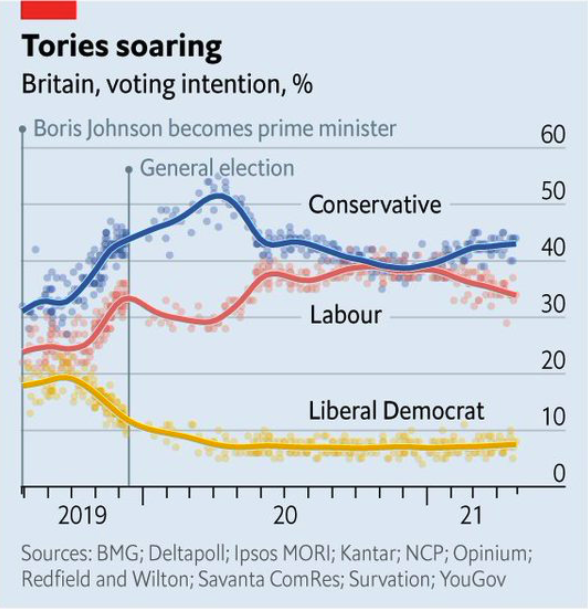 Tories soaring
Britain, voting intention, %
Boris Johnson becomes prime minister
General election
60
50
Conservative
40
30
Labour
20
Liberal Democrat
10
0
2019 20 21
Sources: BMG; Deltapoll; Ipsos MORI; Kantar; NCP; Opinium;
Redfield and Wilton; Savanta ComRes; Survation; YouGov